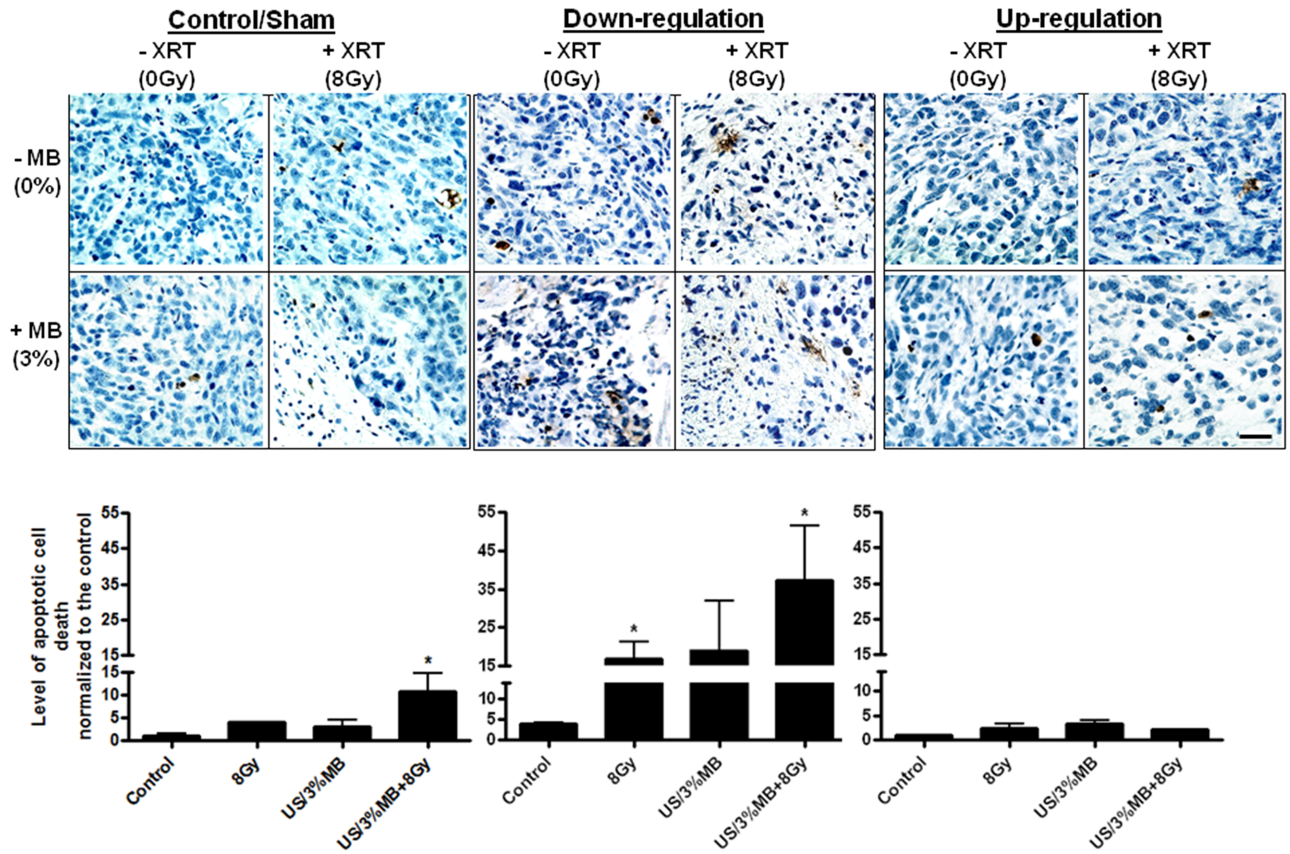 Control/Sham Down-regulation Up-regulation
- XRT + XRT - XRT + XRT - XRT + XRT
(0Gy) (8Gy) (0Gy) (8Gy) (0Gy) (8Gy)
- MB
(0%)
+ MB
(3%)
Level of apoptotic cell
death
normalized to the control
55
45
35
25
15
15
10
5
0
*
Control
8Gy
US/3%MB
US/3%MB+8Gy
55
45
35
25
15
10
5
0
*
*
Control
8Gy
US/3%MB
US/3%MB+8Gy
55
45
35
25
15
10
5
0
Control
8Gy
US/3%MB
US/3%MB+8Gy